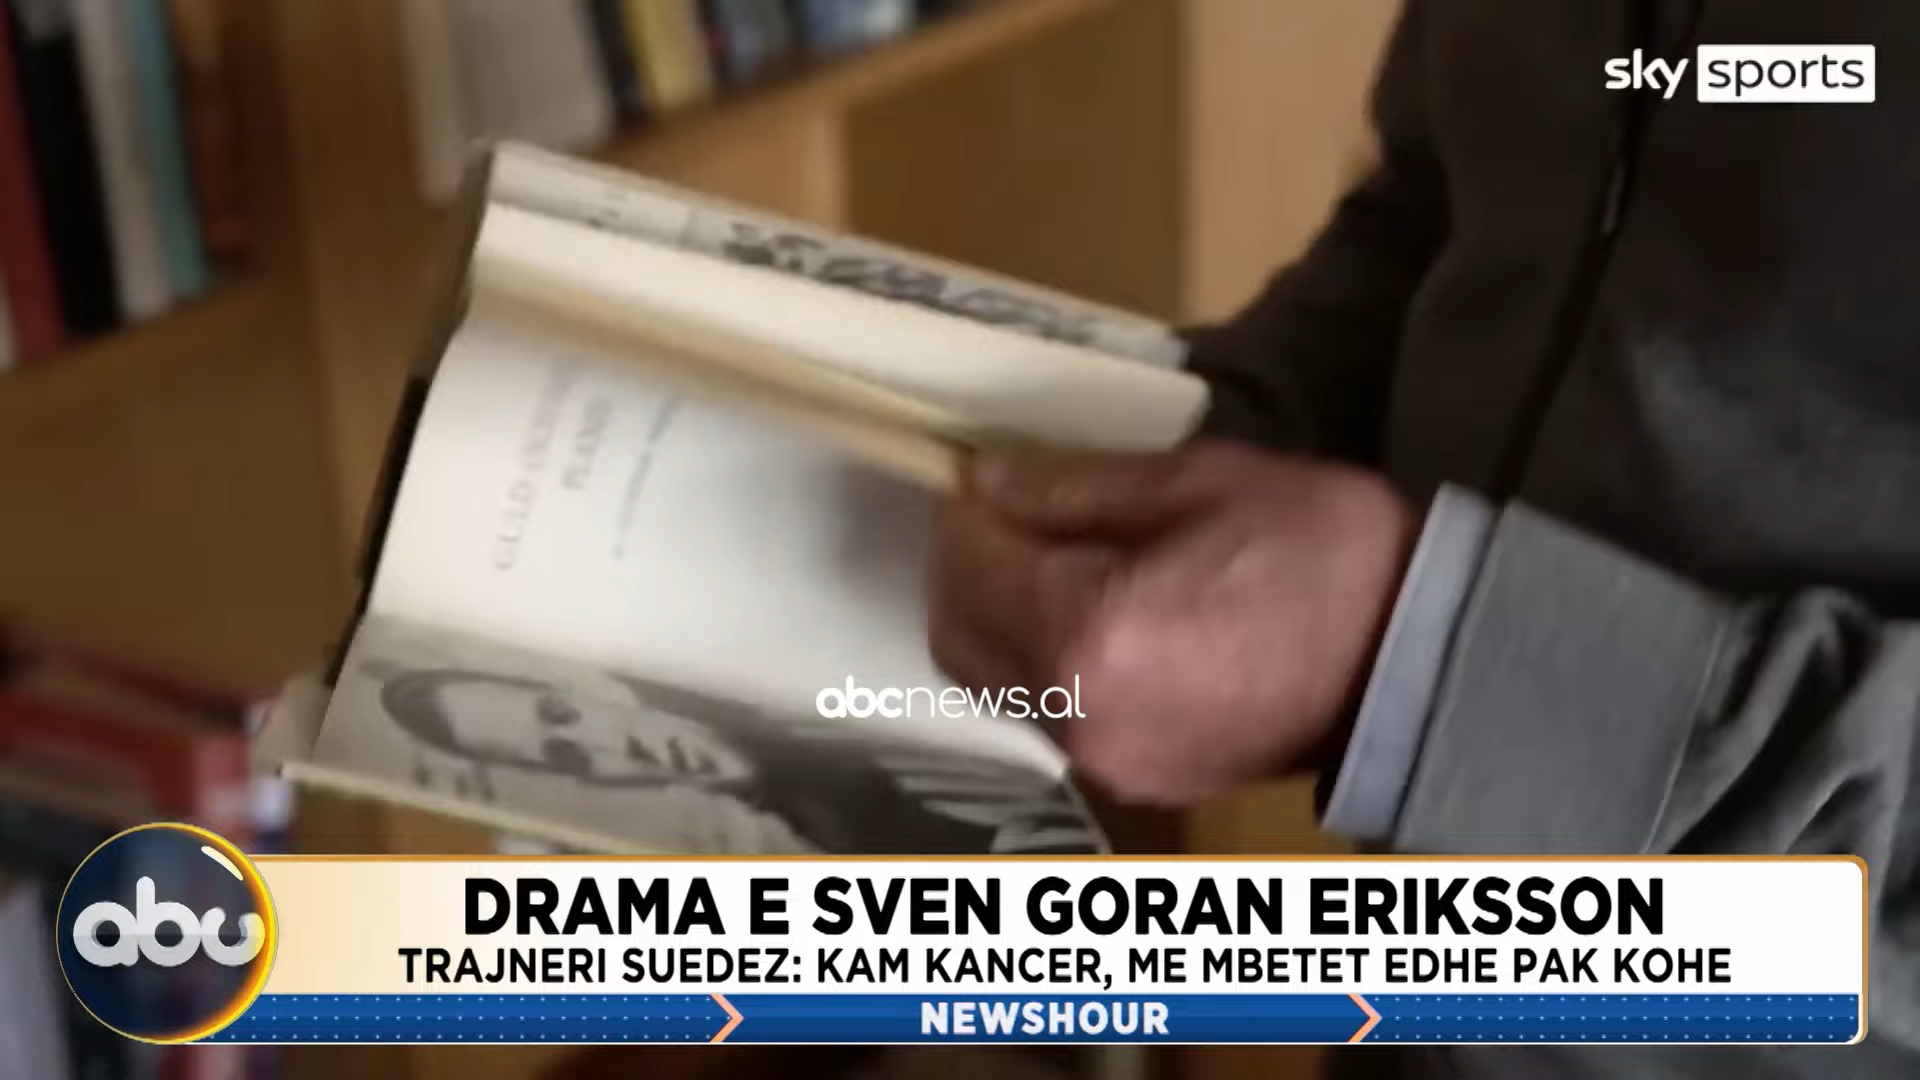 sky sports
abcnews.al
abc
DRAMA E SVEN GORAN ERIKSSON
TRAJNERI SUEDEZ: KAM KANCER, ME MBETET EDHE PAK KOHE
NEWSHOUR